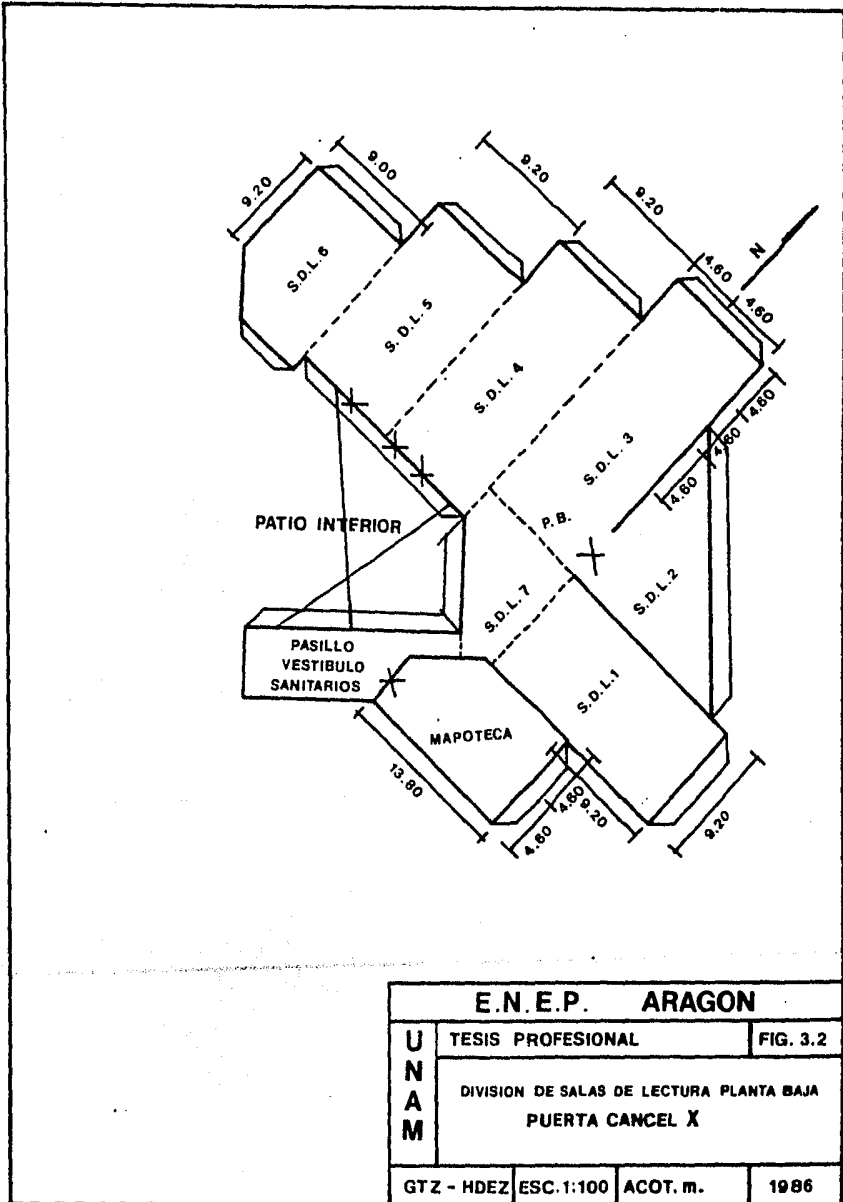 9.20
9.00
9.20
9.20
4.60
4.60
N
S.D.L. 6
S.D.L. 5
S.D.L. 4
S.D.L. 3
4.60
4.60
4.60
P.B.
PATIO INTERIOR
S.D.L. 7
S.D.L. 2
PASILLO
VESTIBULO
SANITARIOS
S.D.L. 1
MAPOTECA
13.80
4.60
4.60
9.20
9.20
E.N.E.P. ARAGON
UNAM
TESIS PROFESIONAL
FIG. 3.2
DIVISION DE SALAS DE LECTURA PLANTA BAJA
PUERTA CANCEL X
GTZ - HDEZ
ESC. 1:100
ACOT. m.
1986